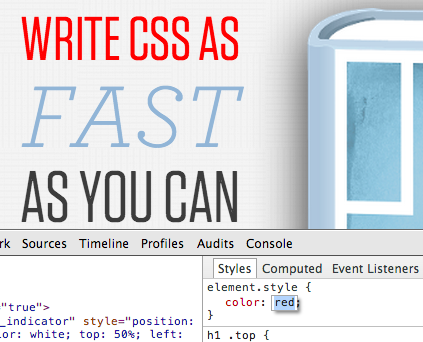 WRITE CSS AS
FAST
AS YOU CAN
rk Sources Timeline Profiles Audits Console
Styles Computed Event Listeners
element.style {
color: red;
}
h1 .top {
="true">
_indicator" style="position:
olor: white; top: 50%; left: